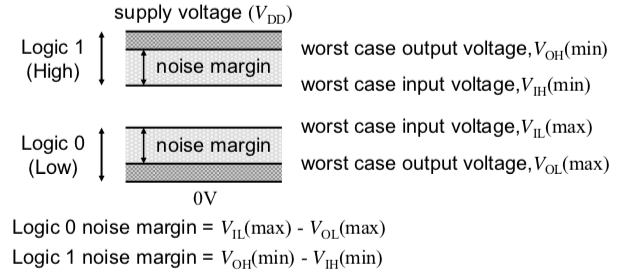 supply voltage (VDD)
Logic 1
(High)
noise margin
worst case output voltage,VOH(min)
worst case input voltage,VIH(min)
Logic 0
(Low)
noise margin
worst case input voltage,VIL(max)
worst case output voltage,VOL(max)
0V
Logic 0 noise margin = VIL(max) - VOL(max)
Logic 1 noise margin = VOH(min) - VIH(min)